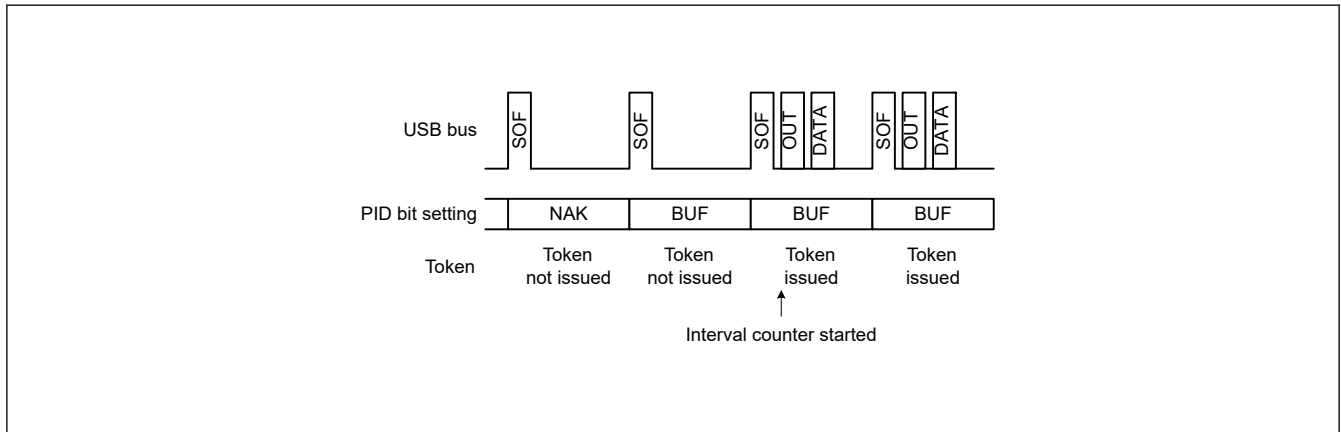 USB bus
SOF
SOF
SOF
OUT
DATA
SOF
OUT
DATA
PID bit setting
NAK
BUF
BUF
BUF
Token
Token
not issued
Token
not issued
Token
issued
Token
issued
Interval counter started